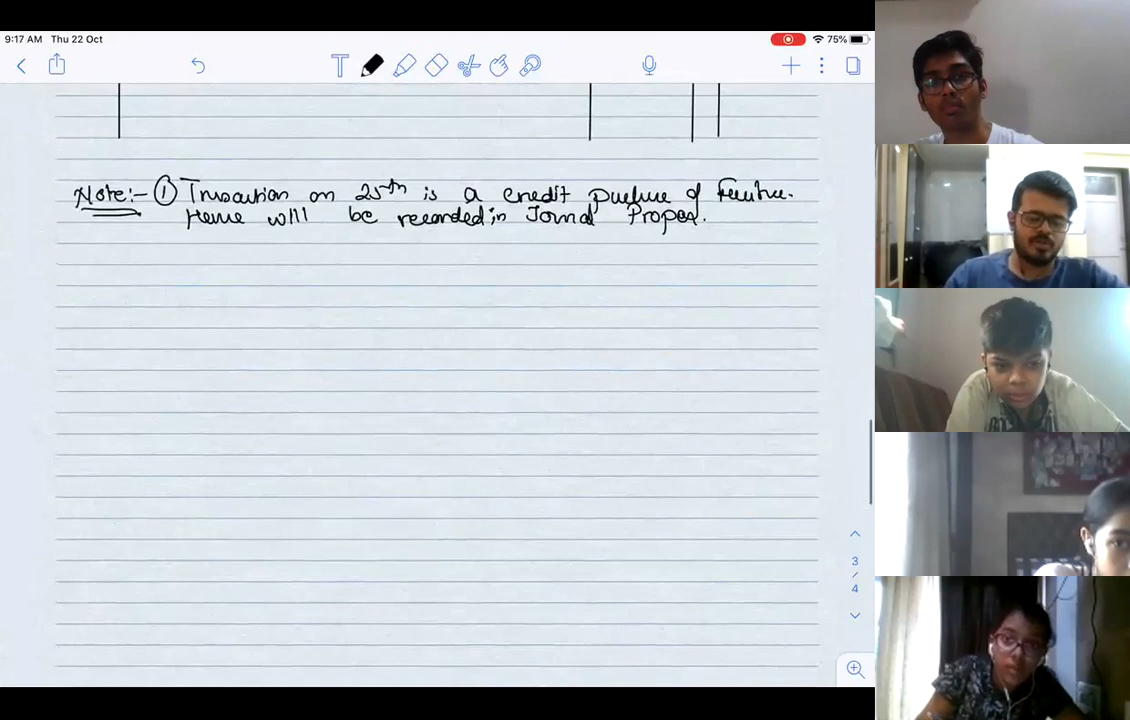 9:17 AM Thu 22 Oct
75%
T
Note:- ① Transaction on 25th is a credit purchase of Furniture.
Hence will be recorded in Journal Proper.
3
/
4